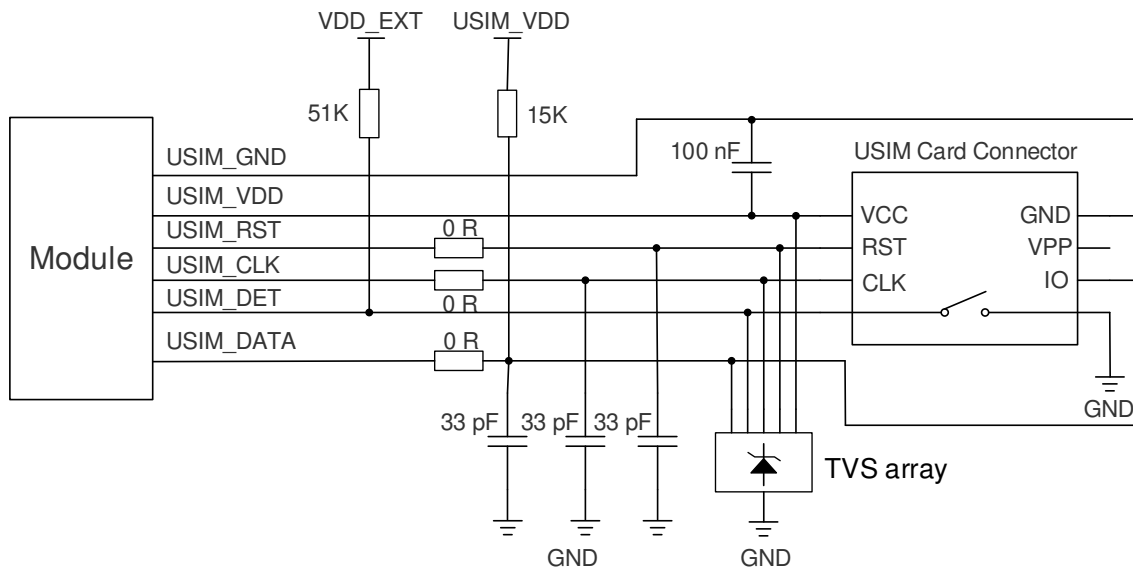 VDD_EXT
USIM_VDD
51K
15K
100 nF
USIM Card Connector
Module
USIM_GND
USIM_VDD
USIM_RST
USIM_CLK
USIM_DET
USIM_DATA
0 R
0 R
0 R
VCC
RST
CLK
GND
VPP
IO
GND
33 pF
33 pF
33 pF
TVS array
GND
GND